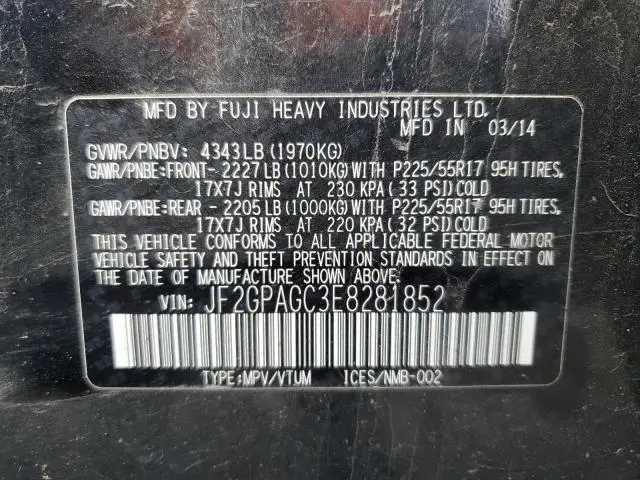 MFD BY FUJI HEAVY INDUSTRIES LTD.
MFD IN 03/14
GVWR/PNBV: 4343LB (1970KG)
GAWR/PNBE:FRONT- 2227LB (1010KG) WITH P225/55R17 95H TIRES,
17X7J RIMS AT 230 KPA (33 PSI) COLD
GAWR/PNBE:REAR - 2205LB (1000KG) WITH P225/55R17 95H TIRES,
17X7J RIMS AT 220 KPA (32 PSI) COLD
THIS VEHICLE CONFORMS TO ALL APPLICABLE FEDERAL MOTOR
VEHICLE SAFETY AND THEFT PREVENTION STANDARDS IN EFFECT ON
THE DATE OF MANUFACTURE SHOWN ABOVE.
VIN: JF2GPAGC3E8281852
TYPE:MPV/VTUM ICES/NMB-002